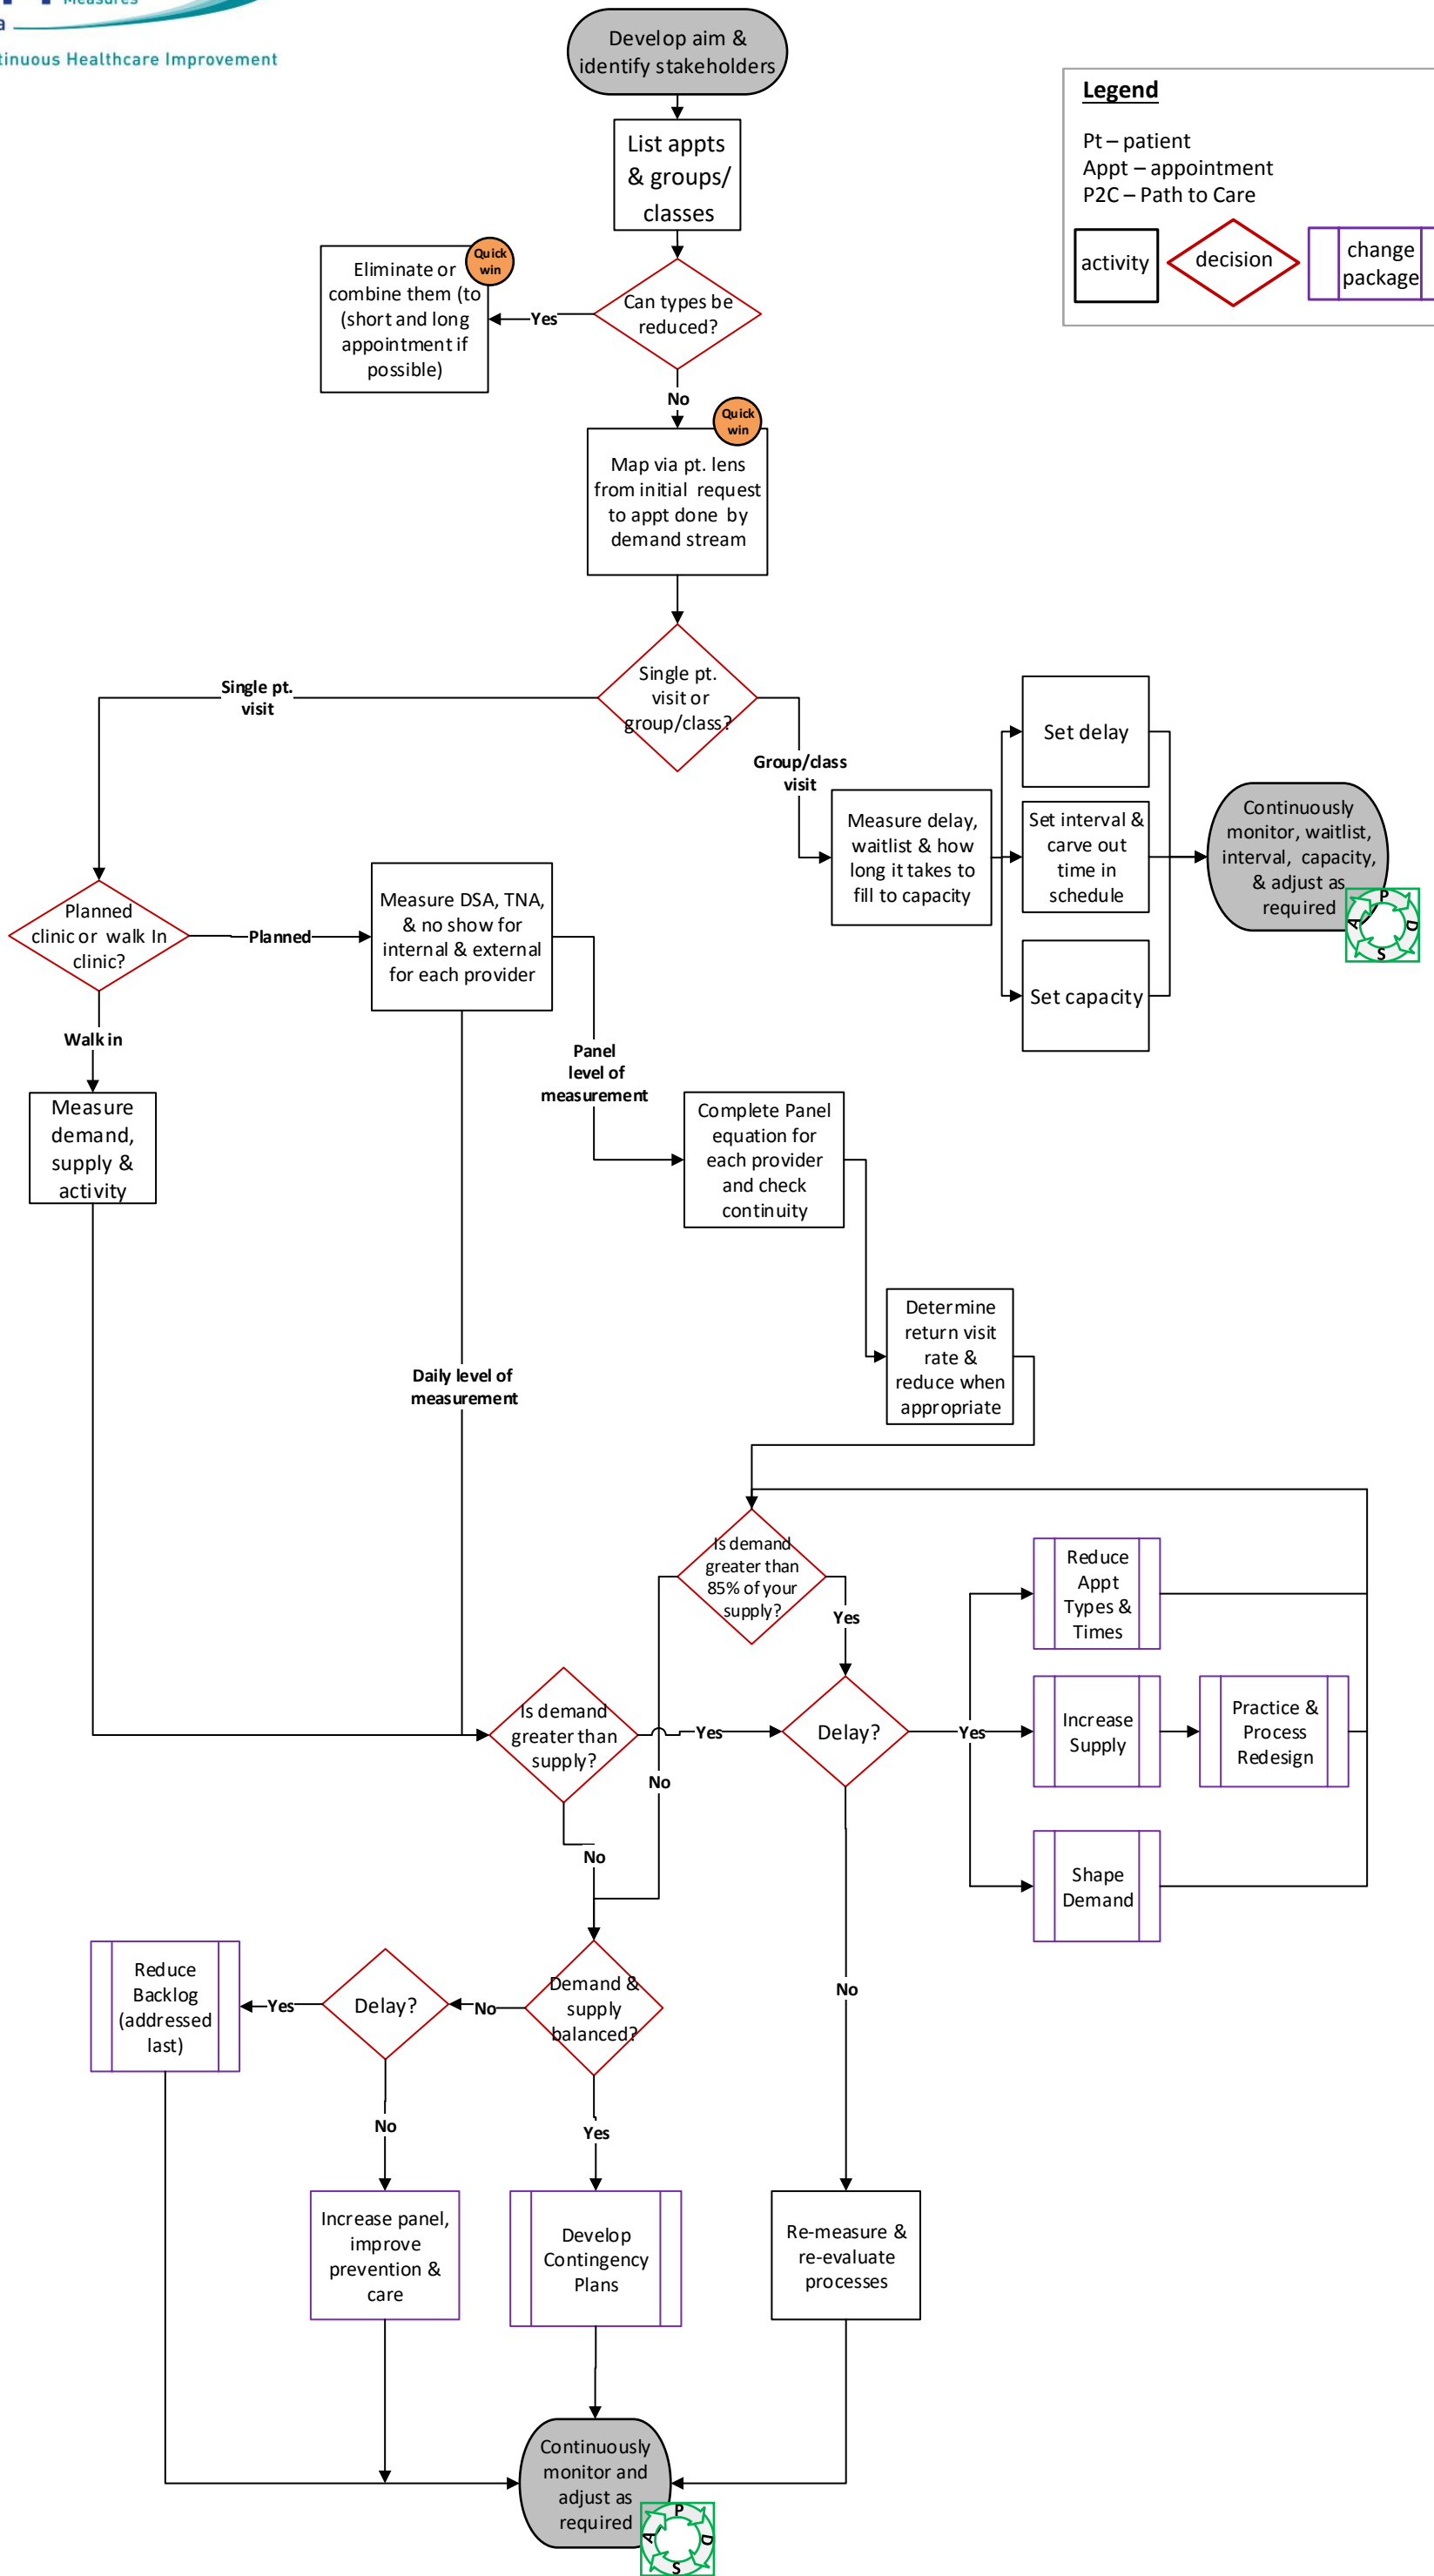 Measures
a
tinuous Healthcare Improvement
Develop aim &
identify stakeholders
Legend
Pt – patient
Appt – appointment
P2C – Path to Care
activity
decision
change
package
List appts
& groups/
classes
Quick
win
Eliminate or
combine them (to
(short and long
appointment if
possible)
Yes
Can types be
reduced?
No
Quick
win
Map via pt. lens
from initial request
to appt done by
demand stream
Single pt.
visit or
group/class?
Single pt.
visit
Group/class
visit
Set delay
Measure delay,
waitlist & how
long it takes to
fill to capacity
Set interval &
carve out
time in
schedule
Set capacity
Continuously
monitor, waitlist,
interval, capacity,
& adjust as
required
P
D
S
A
Planned
clinic or walk In
clinic?
Planned
Measure DSA, TNA,
& no show for
internal & external
for each provider
Walk in
Measure
demand,
supply &
activity
Panel
level of
measurement
Complete Panel
equation for
each provider
and check
continuity
Determine
return visit
rate &
reduce when
appropriate
Daily level of
measurement
Is demand
greater than
85% of your
supply?
Yes
Reduce
Appt
Types &
Times
Is demand
greater than
supply?
Yes
Delay?
Yes
Increase
Supply
Practice &
Process
Redesign
No
No
Shape
Demand
No
Reduce
Backlog
(addressed
last)
Yes
Delay?
No
Demand &
supply
balanced?
No
Yes
Increase panel,
improve
prevention &
care
Develop
Contingency
Plans
Re-measure &
re-evaluate
processes
Continuously
monitor and
adjust as
required
P
D
S
A